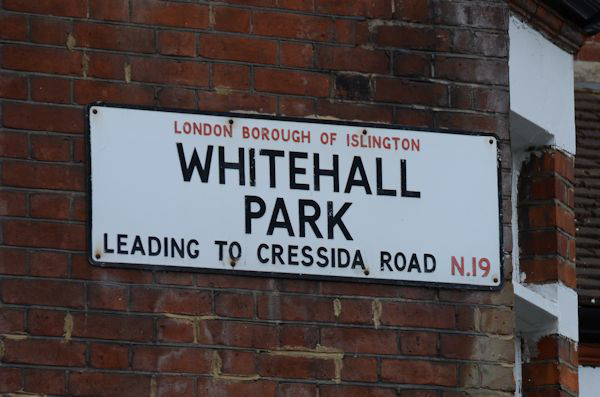 LONDON BOROUGH OF ISLINGTON
WHITEHALL
PARK
LEADING TO CRESSIDA ROAD N.19